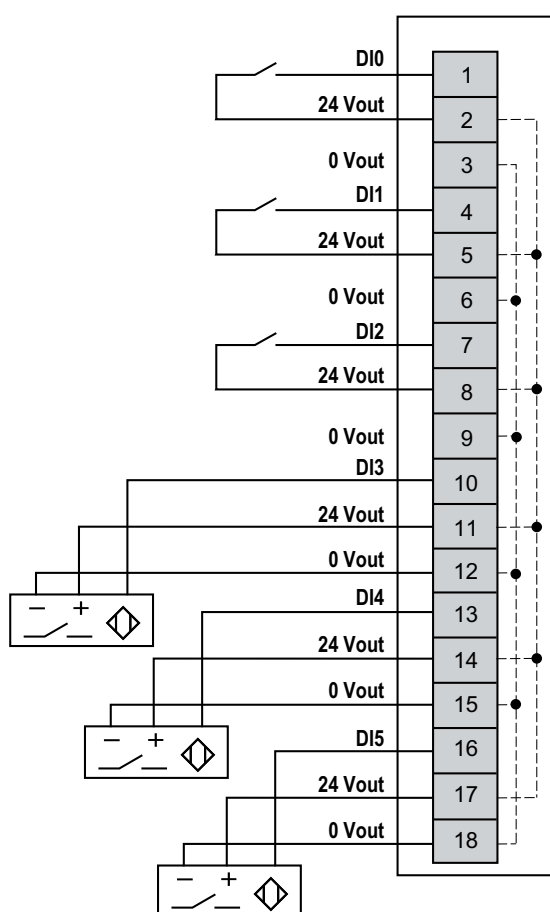 DI0 1
24 Vout 2
0 Vout 3
DI1 4
24 Vout 5
0 Vout 6
DI2 7
24 Vout 8
0 Vout 9
DI3 10
24 Vout 11
0 Vout 12
DI4 13
24 Vout 14
0 Vout 15
DI5 16
24 Vout 17
0 Vout 18
− +
− +
− +